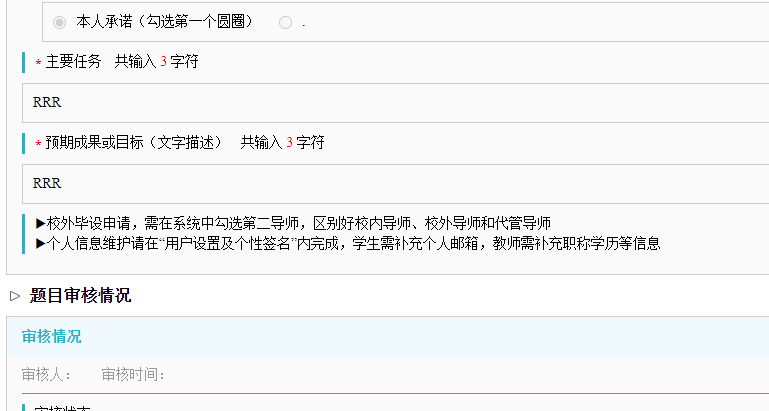 本人承诺（勾选第一个圆圈） .
* 主要任务 共输入 3 字符
RRR
* 预期成果或目标（文字描述） 共输入 3 字符
RRR
▶校外毕设申请，需在系统中勾选第二导师，区别好校内导师、校外导师和代管导师
▶个人信息维护请在“用户设置及个性签名”内完成，学生需补充个人邮箱，教师需补充职称学历等信息
▷ 题目审核情况
审核情况
审核人： 审核时间：
审核状态